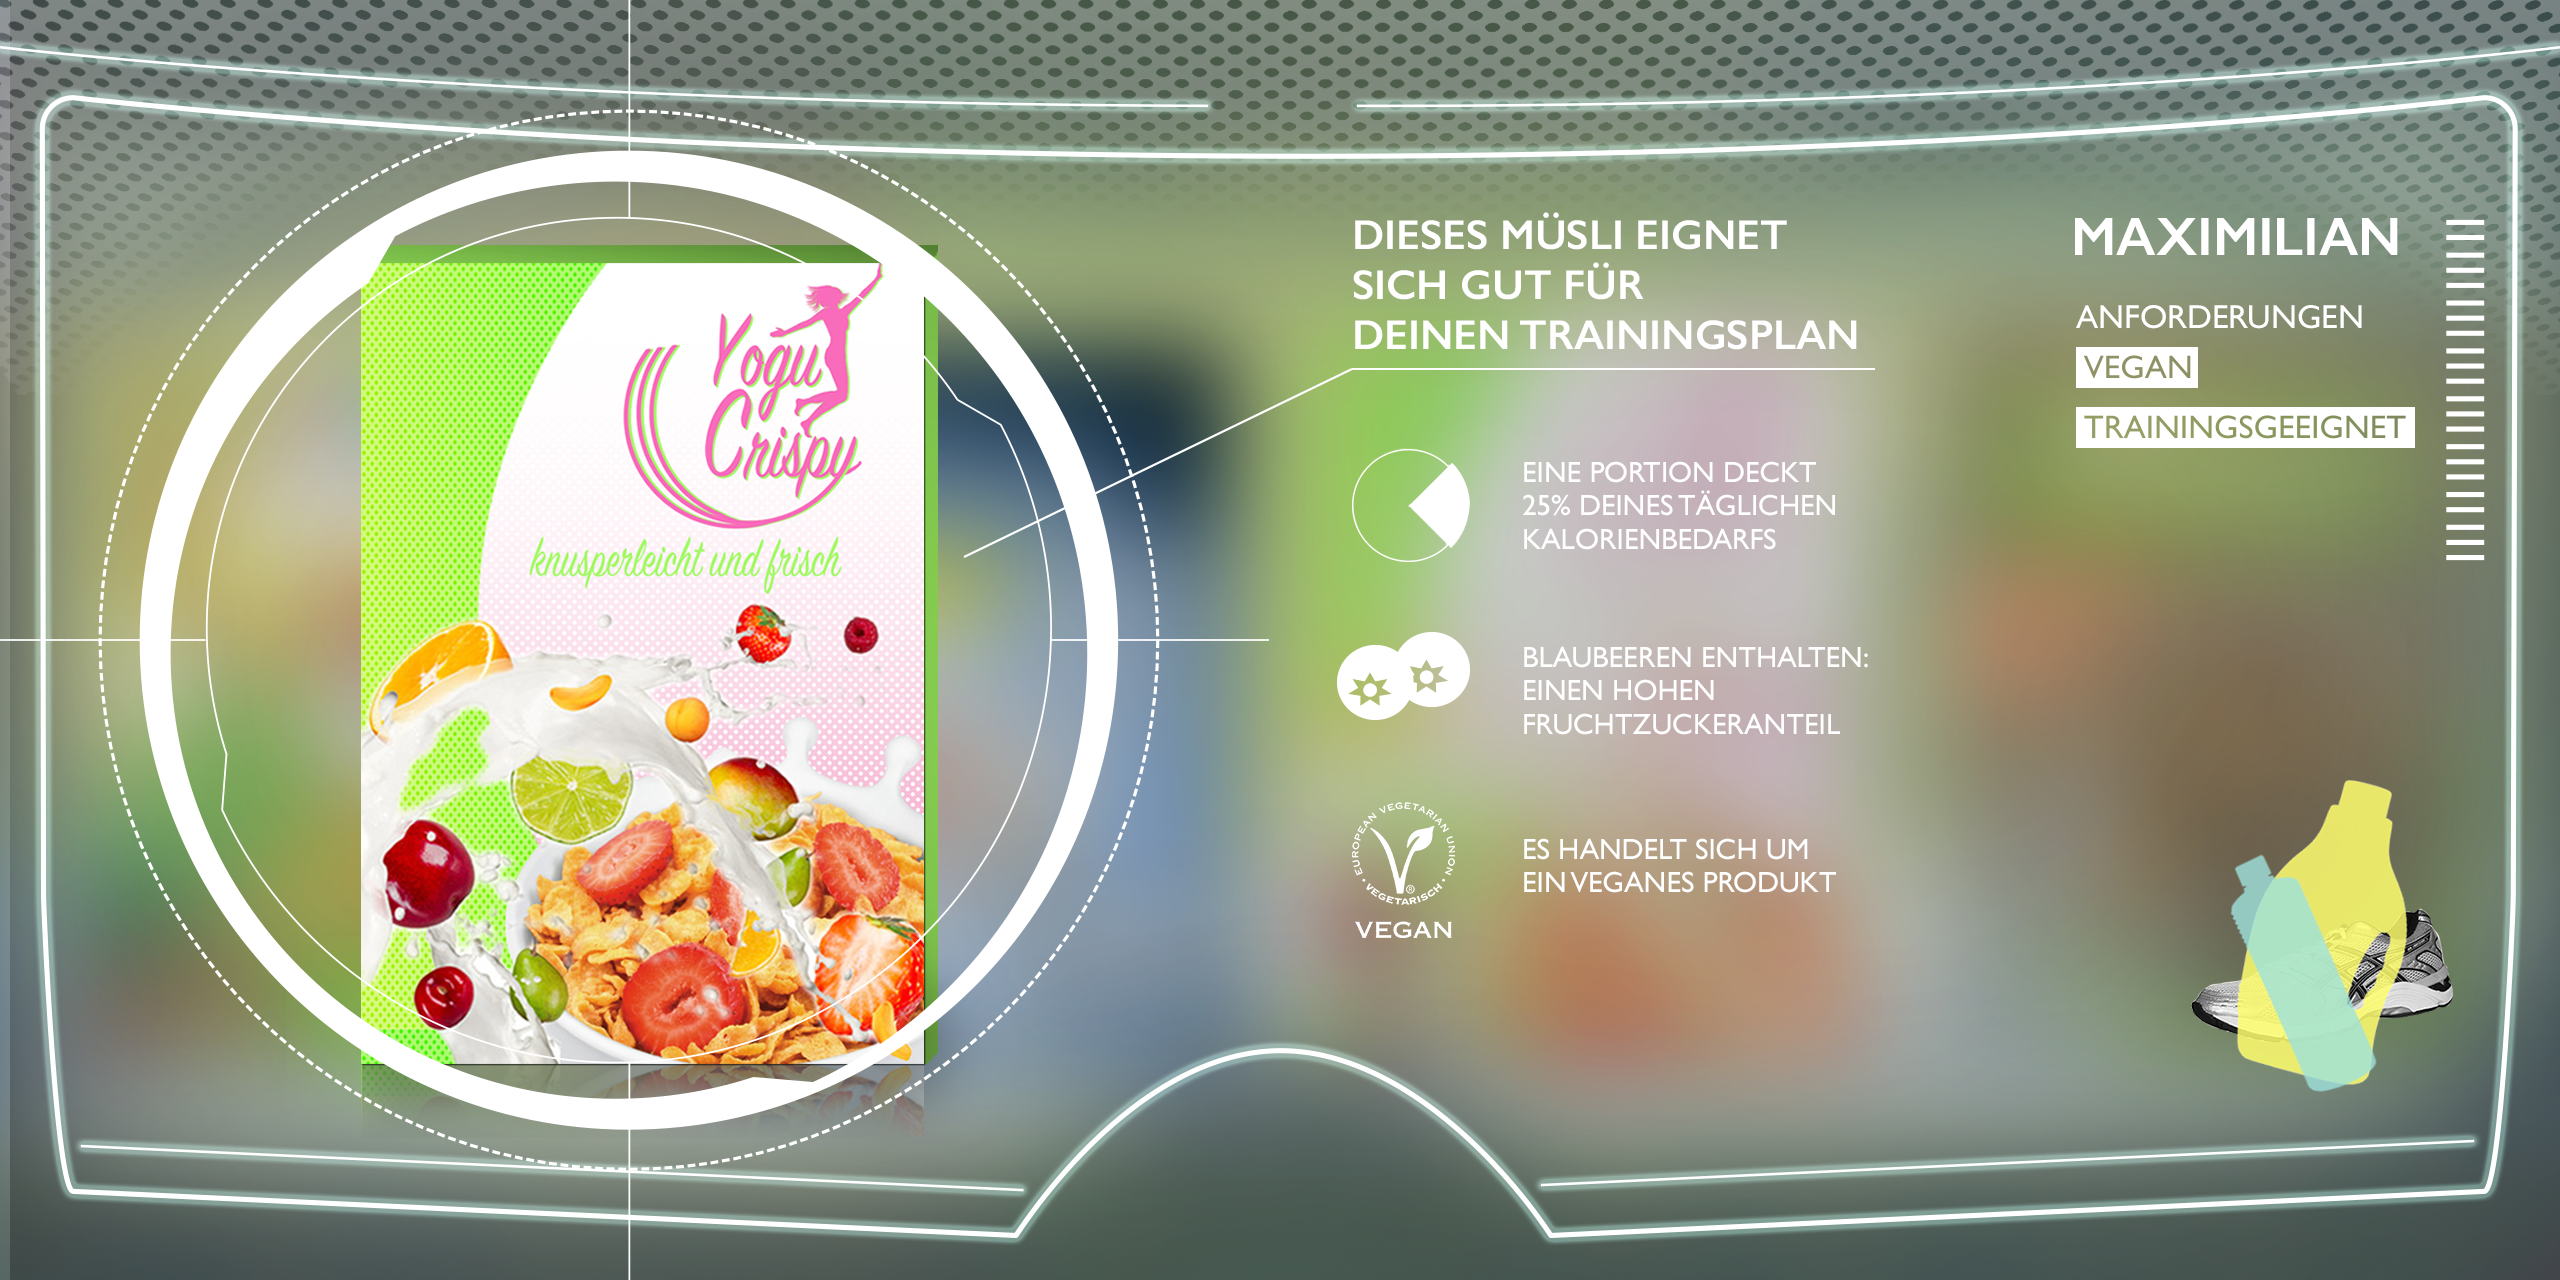 Yogu
Crispy
knusperleicht und frisch
DIESES MÜSLI EIGNET
SICH GUT FÜR
DEINEN TRAININGSPLAN
EINE PORTION DECKT
25% DEINES TÄGLICHEN
KALORIENBEDARFS
BLAUBEEREN ENTHALTEN:
EINEN HOHEN
FRUCHTZUCKERANTEIL
EUROPEAN VEGETARIAN UNION
• VEGETARISCH •
V
®
VEGAN
ES HANDELT SICH UM
EIN VEGANES PRODUKT
MAXIMILIAN
ANFORDERUNGEN
VEGAN
TRAININGSGEEIGNET